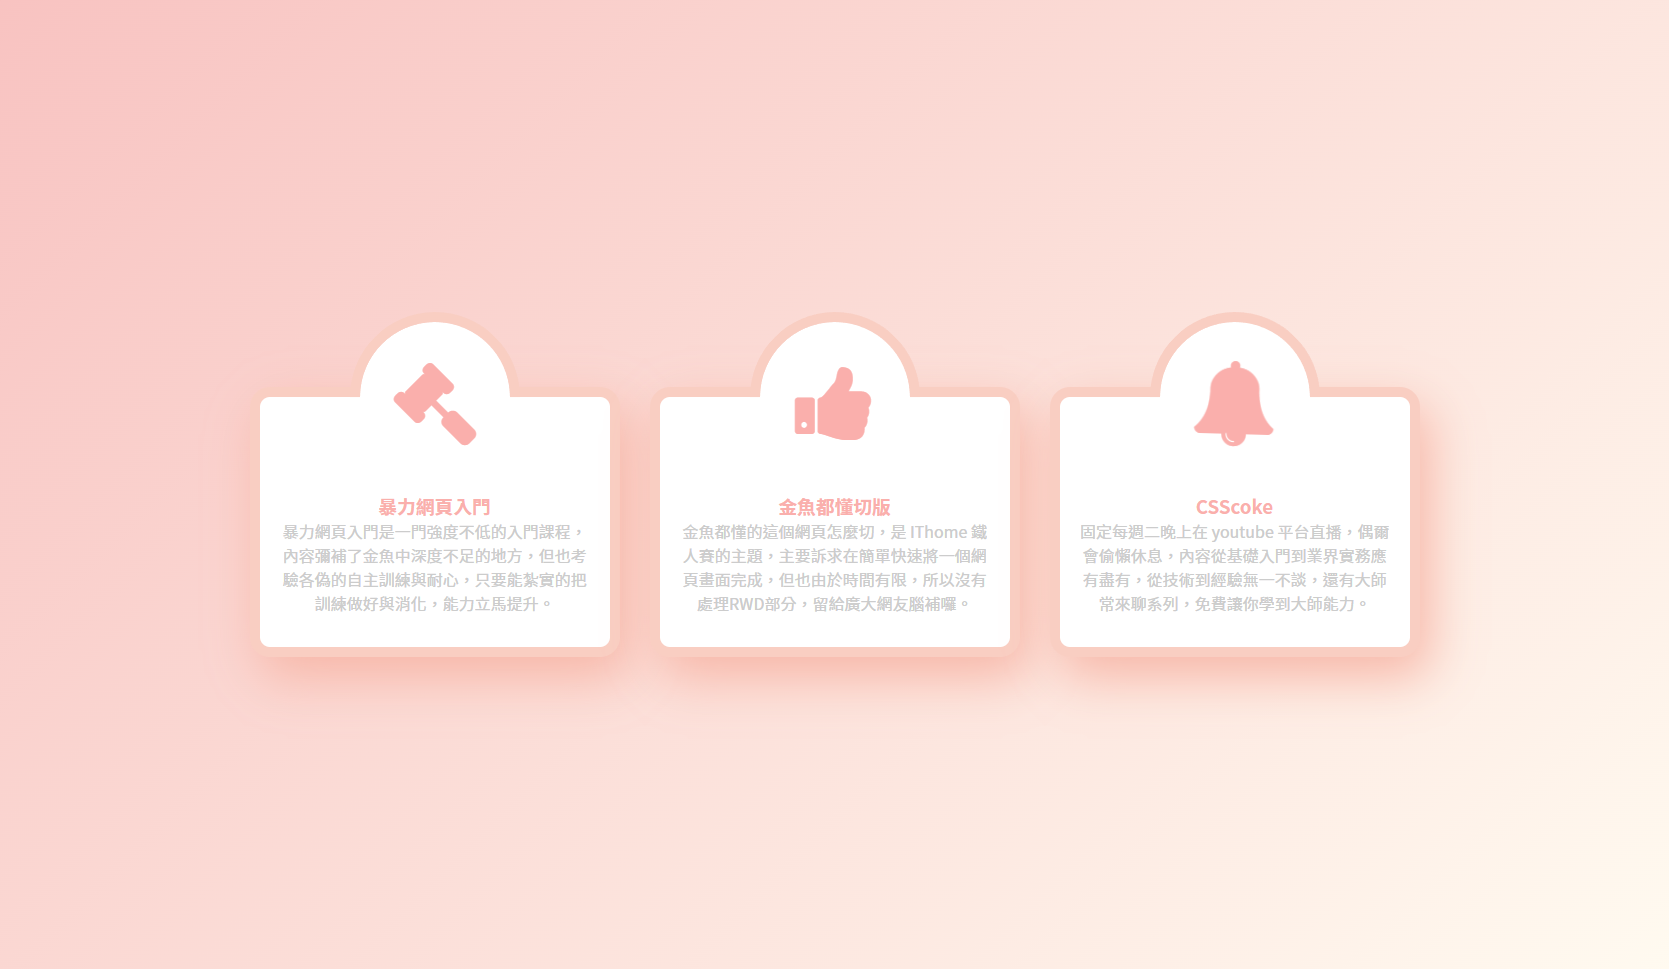 暴力網頁入門
暴力網頁入門是一門強度不低的入門課程，
內容彌補了金魚中深度不足的地方，但也考
驗各偽的自主訓練與耐心，只要能紮實的把
訓練做好與消化，能力立馬提升。
金魚都懂切版
金魚都懂的這個網頁怎麼切，是 IThome 鐵
人賽的主題，主要訴求在簡單快速將一個網
頁畫面完成，但也由於時間有限，所以沒有
處理RWD部分，留給廣大網友腦補囉。
CSScoke
固定每週二晚上在 youtube 平台直播，偶爾
會偷懶休息，內容從基礎入門到業界實務應
有盡有，從技術到經驗無一不談，還有大師
常來聊系列，免費讓你學到大師能力。